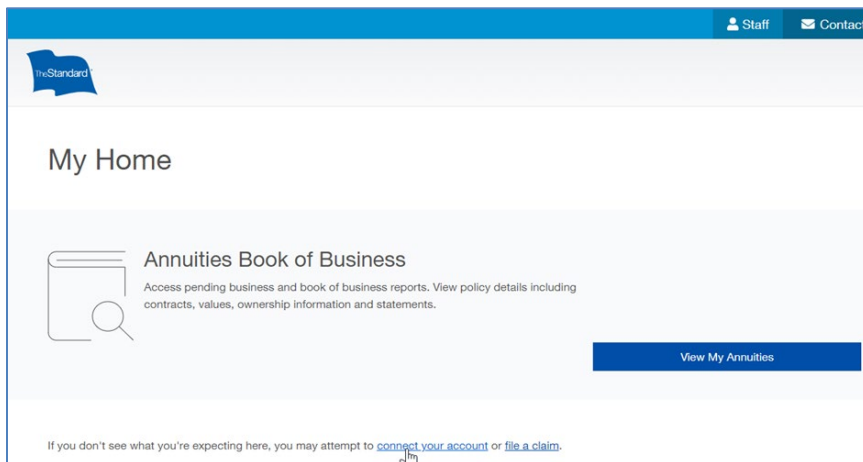 Staff
Contact
TheStandard
My Home
Annuities Book of Business
Access pending business and book of business reports. View policy details including
contracts, values, ownership information and statements.
View My Annuities
If you don't see what you're expecting here, you may attempt to connect your account or file a claim.